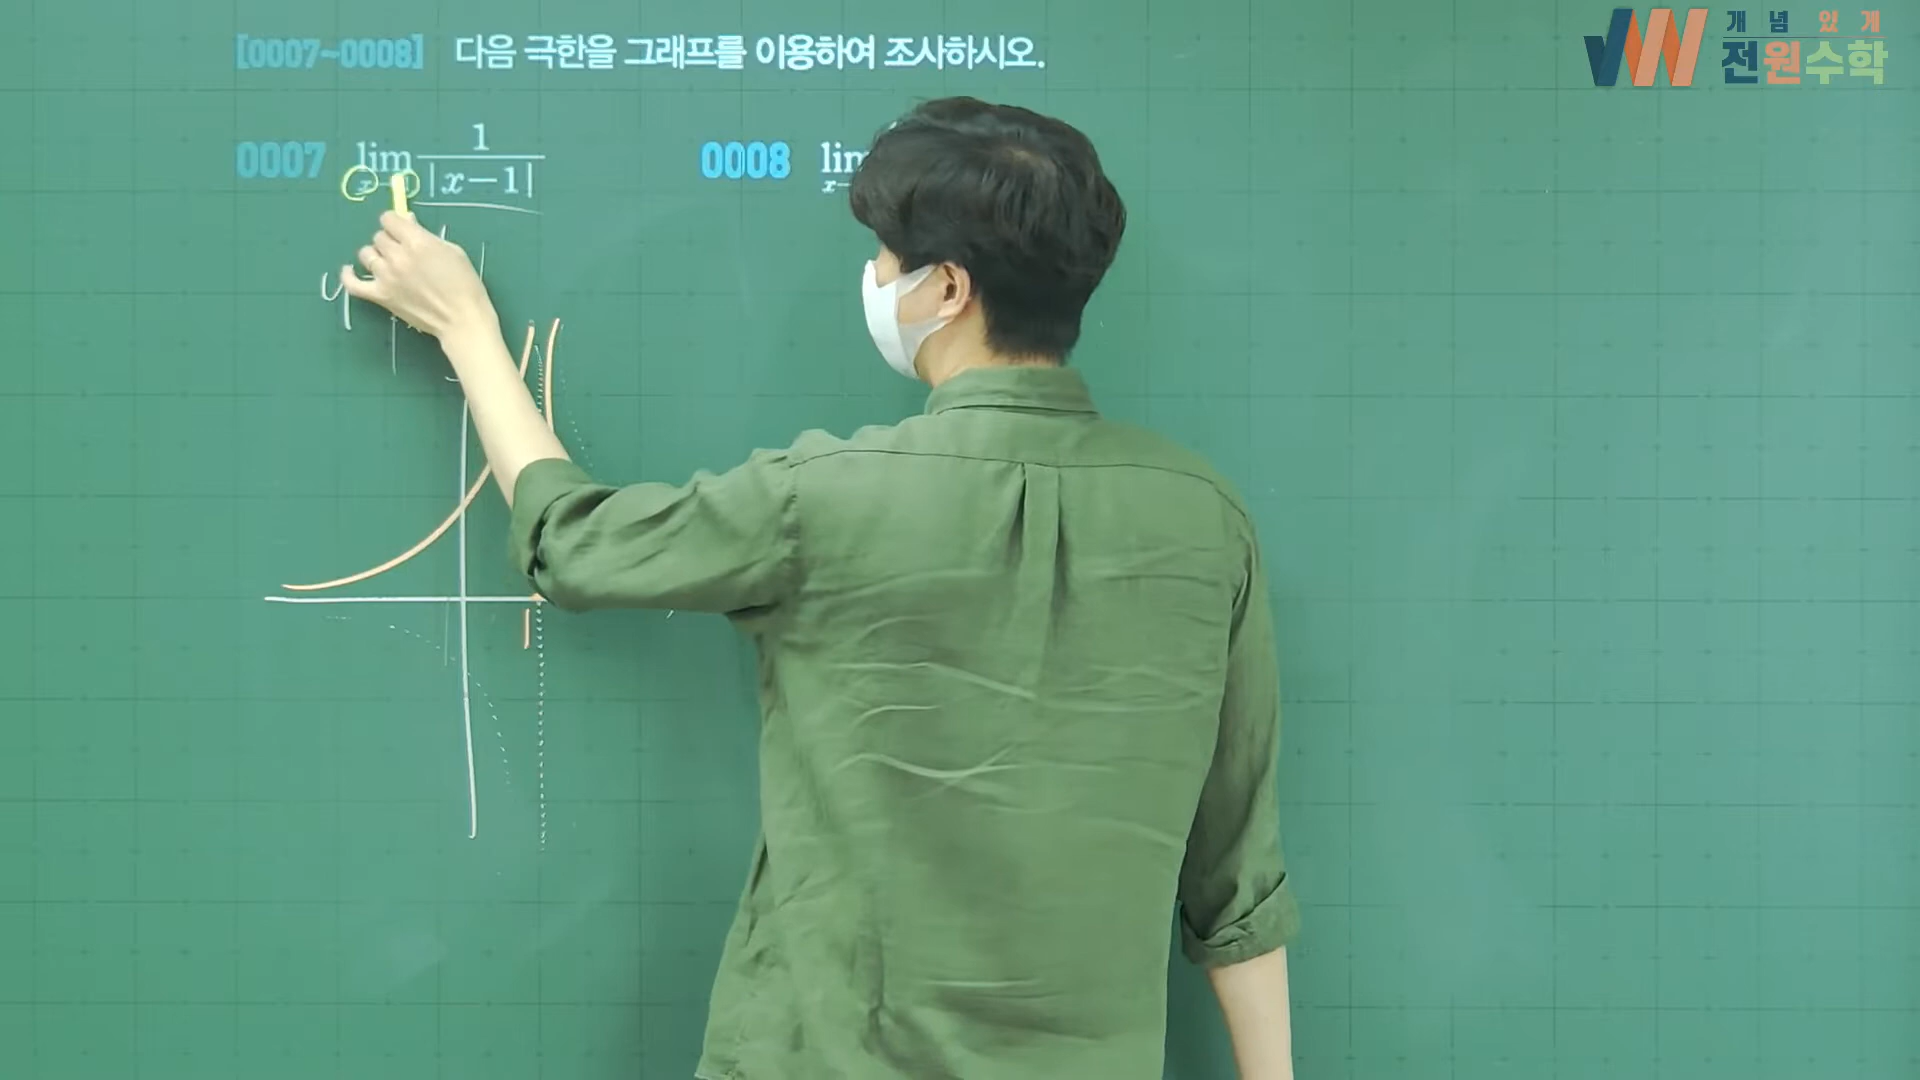 [0007~0008] 다음 극한을 그래프를 이용하여 조사하시오.
개념있게
전원수학
0007 lim 1/|x-1|
0008 lim
x-
y
1